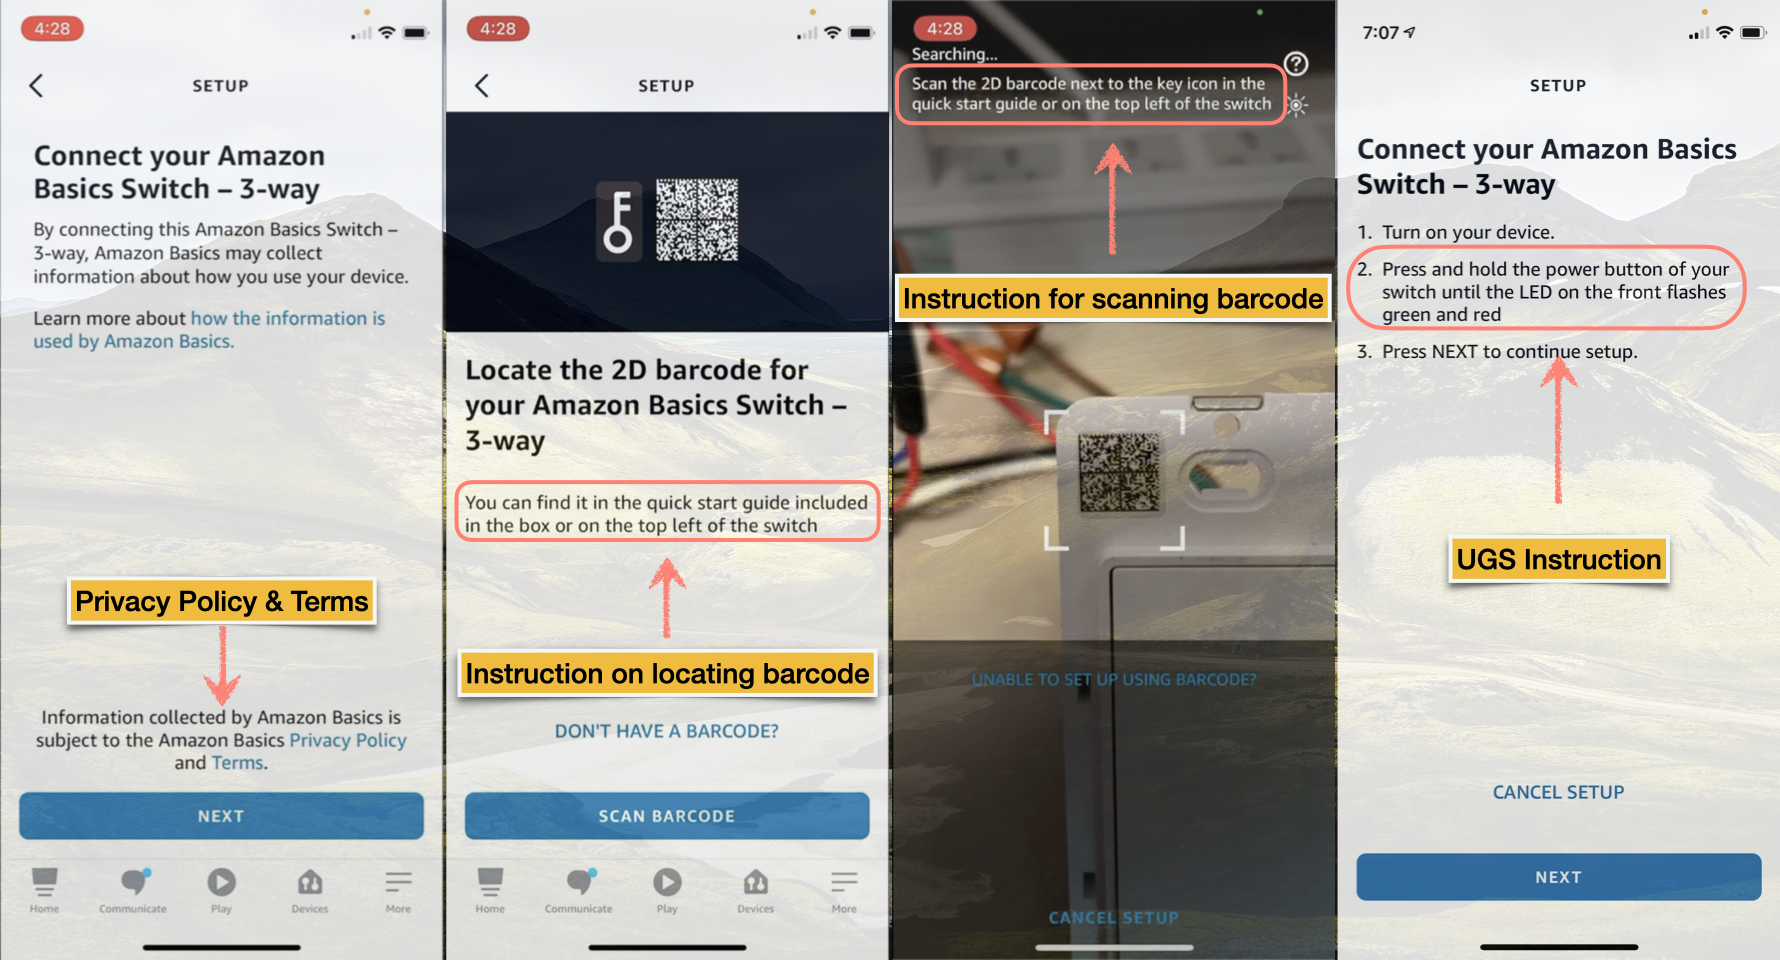 4:28
SETUP
Connect your Amazon
Basics Switch – 3-way
By connecting this Amazon Basics Switch –
3-way, Amazon Basics may collect
information about how you use your device.
Learn more about how the information is
used by Amazon Basics.
Privacy Policy & Terms
Information collected by Amazon Basics is
subject to the Amazon Basics Privacy Policy
and Terms.
NEXT
Home
Communicate
Play
Devices
More
4:28
SETUP
Locate the 2D barcode for
your Amazon Basics Switch –
3-way
You can find it in the quick start guide included
in the box or on the top left of the switch
Instruction on locating barcode
DON'T HAVE A BARCODE?
SCAN BARCODE
Home
Communicate
Play
Devices
More
4:28
Searching...
Scan the 2D barcode next to the key icon in the
quick start guide or on the top left of the switch
Instruction for scanning barcode
UNABLE TO SET UP USING BARCODE?
CANCEL SETUP
7:07
SETUP
Connect your Amazon Basics
Switch – 3-way
1. Turn on your device.
2. Press and hold the power button of your
switch until the LED on the front flashes
green and red
3. Press NEXT to continue setup.
UGS Instruction
CANCEL SETUP
NEXT